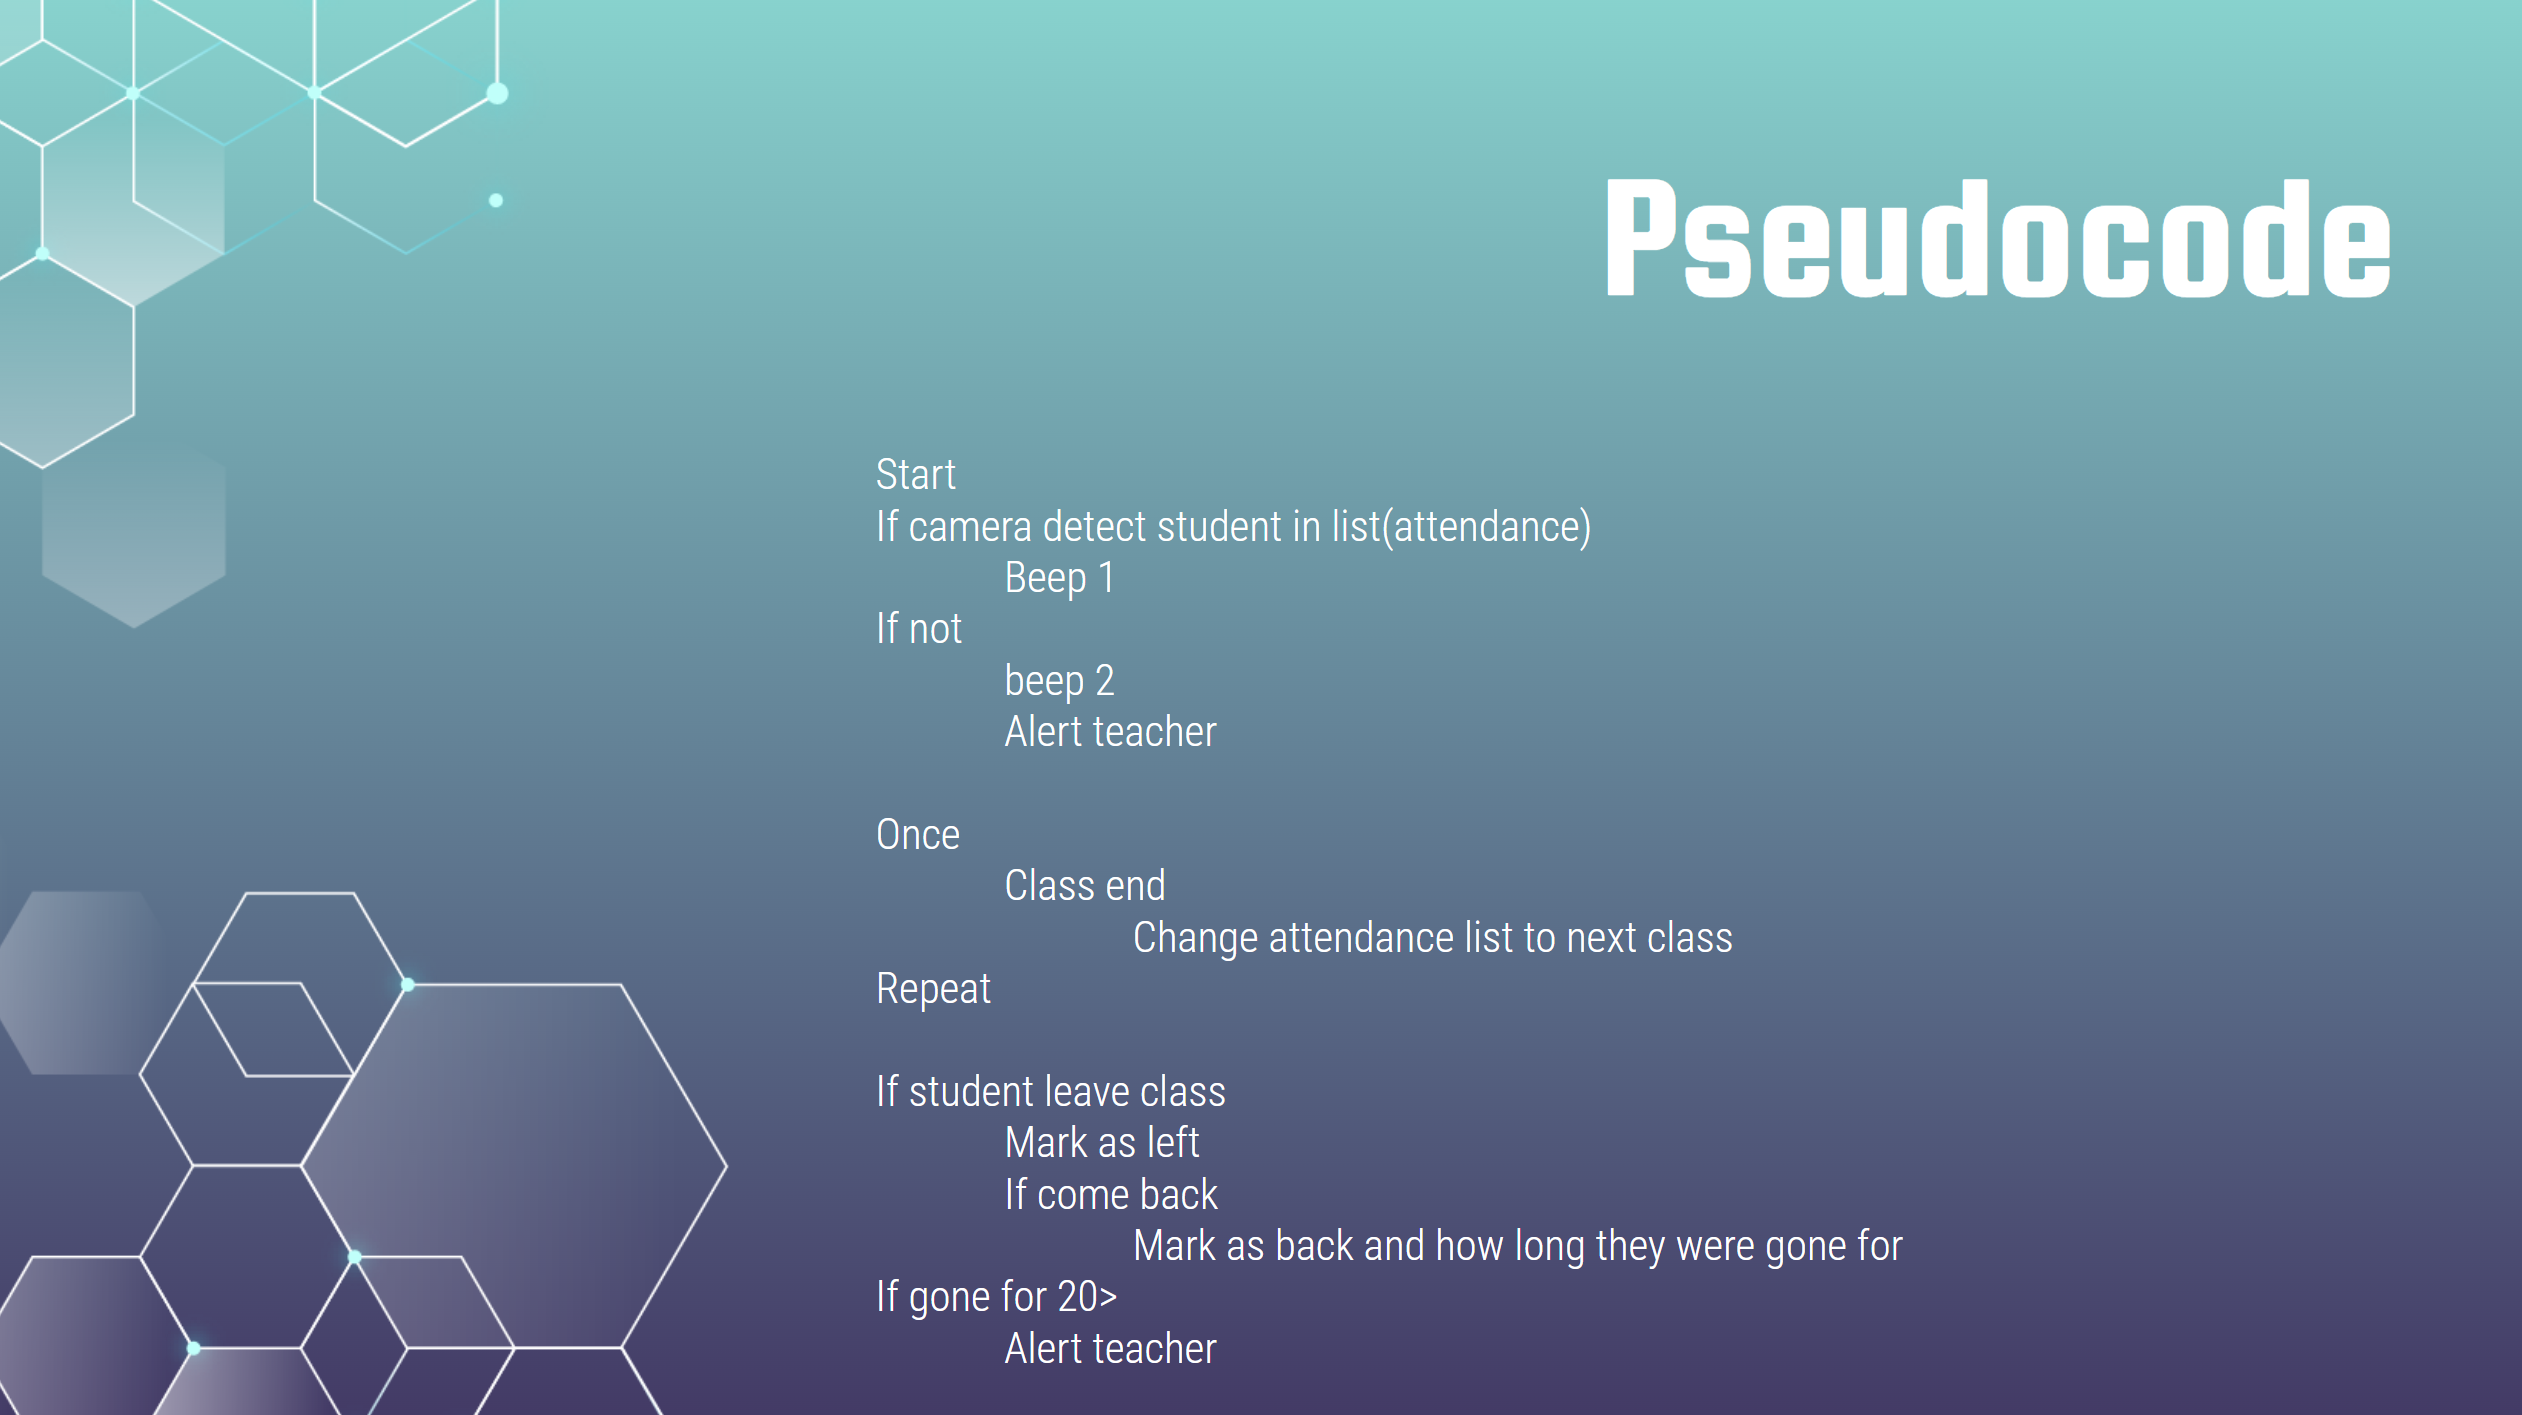 Pseudocode
Start
If camera detect student in list(attendance)
Beep 1
If not
beep 2
Alert teacher
Once
Class end
Change attendance list to next class
Repeat
If student leave class
Mark as left
If come back
Mark as back and how long they were gone for
If gone for 20>
Alert teacher